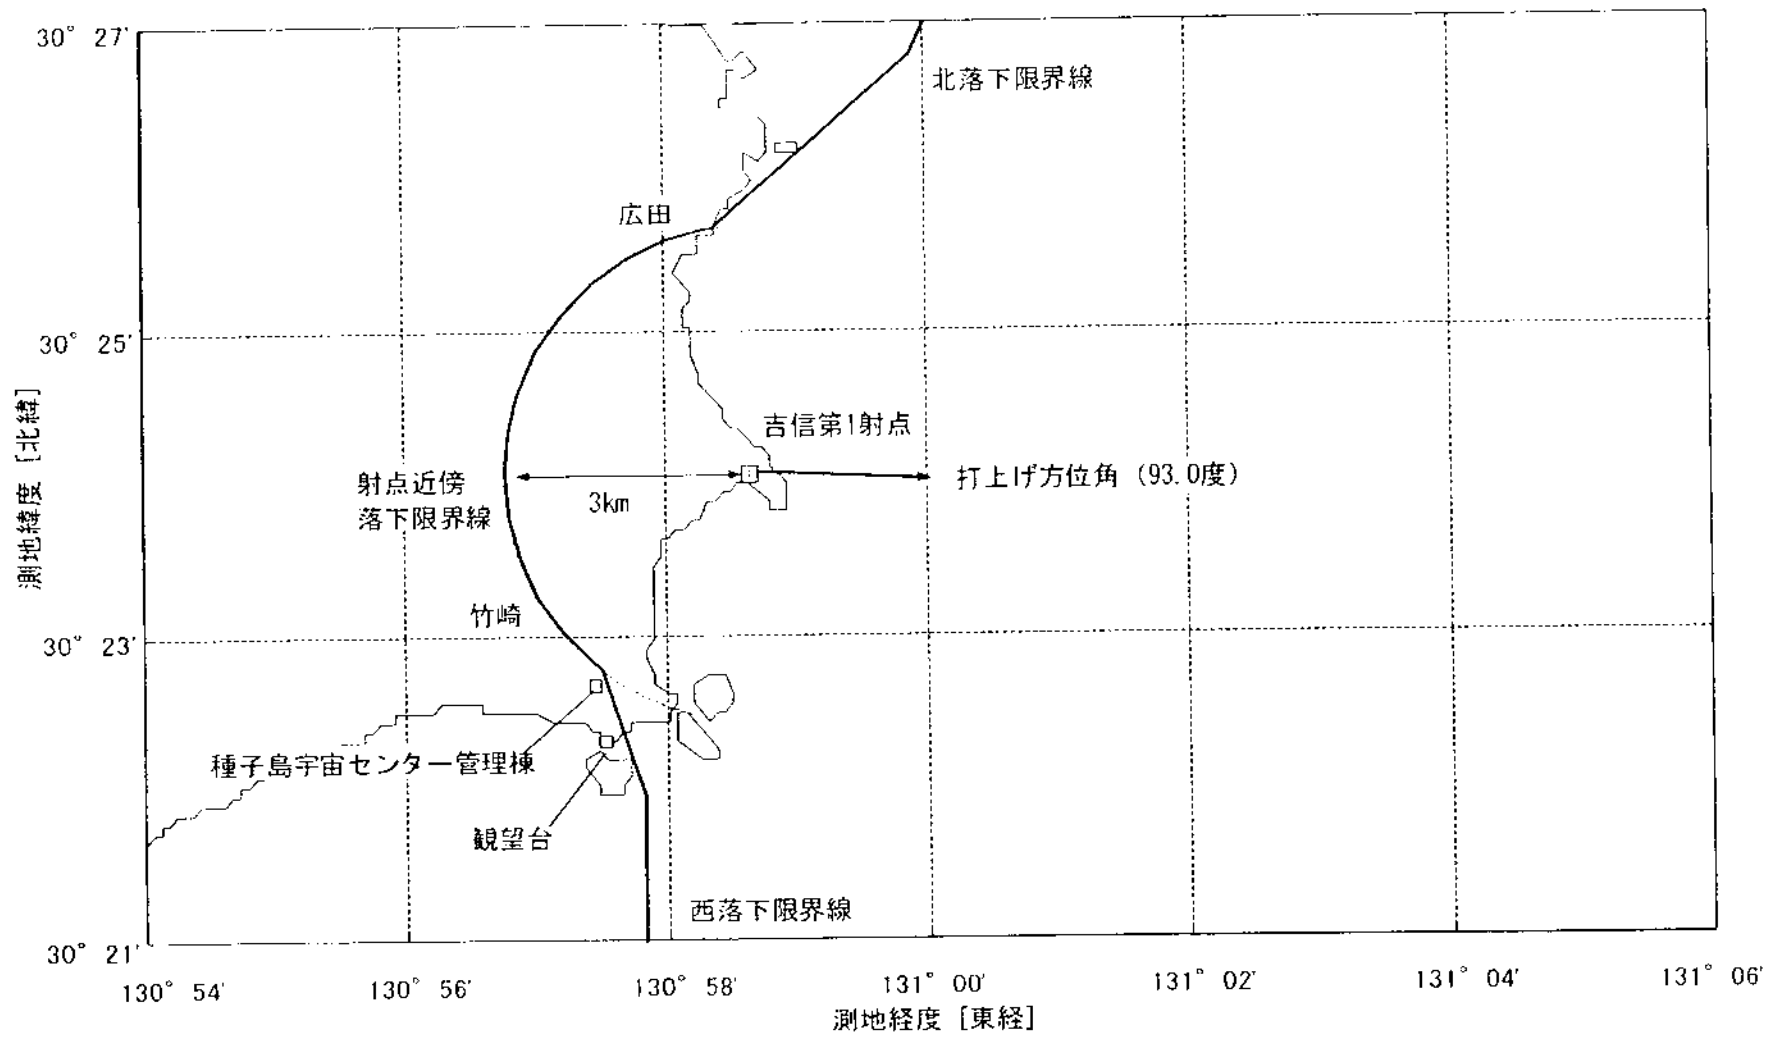 30° 27'
北落下限界線
広田
30° 25'
測地緯度 [北緯]
吉信第1射点
射点近傍
落下限界線
3km
打上げ方位角 (93.0度)
竹崎
30° 23'
種子島宇宙センター管理棟
観望台
西落下限界線
30° 21'
130° 54'
130° 56'
130° 58'
131° 00'
131° 02'
131° 04'
131° 06'
測地経度 [東経]